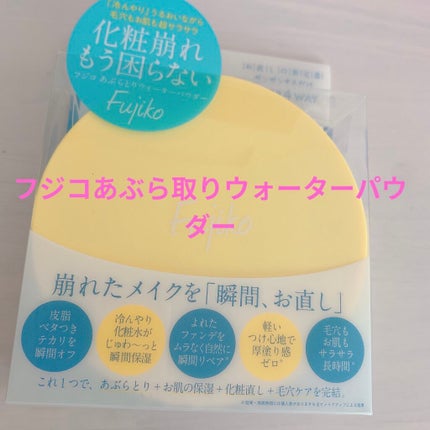 「冷んやり」うるおいながら
毛穴もお肌も超サラサラ
化粧崩れ
もう困らない
フジコ あぶらとりウォーターパウダー
Fujiko
フジコあぶら取りウォーターパウ
ダー
Fujiko
崩れたメイクを「瞬間、お直し」
皮脂
ベタつき
テカリを
瞬間オフ
冷んやり
化粧水が
じゅわ〜っと
瞬間保湿
よれた
ファンデを
ムラなく自然に
瞬間リペア
軽い
つけ心地で
厚塗り感
ゼロ
毛穴も
お肌も
サラサラ
長時間
これ1つで、あぶらとり+お肌の保湿+化粧直し+毛穴ケアを完結。